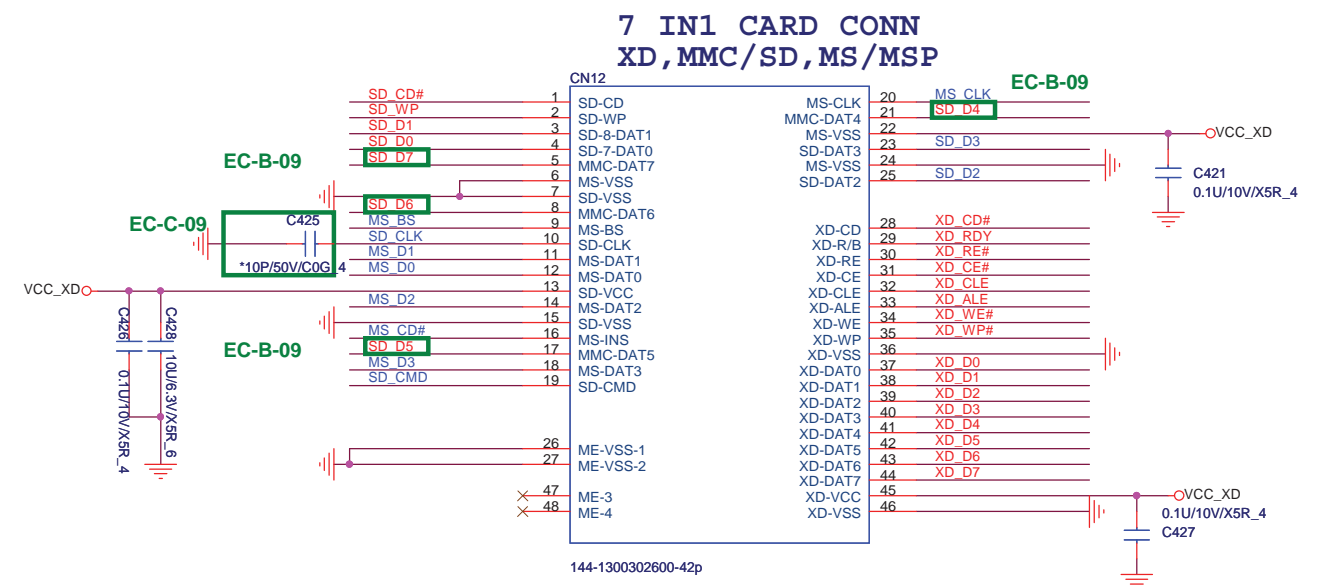 7 IN1 CARD CONN
XD,MMC/SD,MS/MSP
CN12
EC-B-09
SD_CD# 1 SD-CD
SD_WP 2 SD-WP
SD_D1 3 SD-8-DAT1
SD_D0 4 SD-7-DAT0
EC-B-09
SD_D7 5 MMC-DAT7
6 MS-VSS
7 SD-VSS
SD_D6 8 MMC-DAT6
EC-C-09
C425
MS_BS 9 MS-BS
SD_CLK 10 SD-CLK
*10P/50V/C0G_4
MS_D1 11 MS-DAT1
MS_D0 12 MS-DAT0
VCC_XD
13 SD-VCC
MS_D2 14 MS-DAT2
15 SD-VSS
MS_CD# 16 MS-INS
EC-B-09
SD_D5 17 MMC-DAT5
MS_D3 18 MS-DAT3
SD_CMD 19 SD-CMD
C426
0.1U/10V/X5R_4
C428
10U/6.3V/X5R_6
26 ME-VSS-1
27 ME-VSS-2
47 ME-3
48 ME-4
MS-CLK 20 MS_CLK
MMC-DAT4 21 SD_D4
MS-VSS 22
VCC_XD
SD-DAT3 23 SD_D3
MS-VSS 24
SD-DAT2 25 SD_D2
C421
0.1U/10V/X5R_4
XD-CD 28 XD_CD#
XD-R/B 29 XD_RDY
XD-RE 30 XD_RE#
XD-CE 31 XD_CE#
XD-CLE 32 XD_CLE
XD-ALE 33 XD_ALE
XD-WE 34 XD_WE#
XD-WP 35 XD_WP#
XD-VSS 36
XD-DAT0 37 XD_D0
XD-DAT1 38 XD_D1
XD-DAT2 39 XD_D2
XD-DAT3 40 XD_D3
XD-DAT4 41 XD_D4
XD-DAT5 42 XD_D5
XD-DAT6 43 XD_D6
XD-DAT7 44 XD_D7
XD-VCC 45
XD-VSS 46
VCC_XD
0.1U/10V/X5R_4
C427
144-1300302600-42p